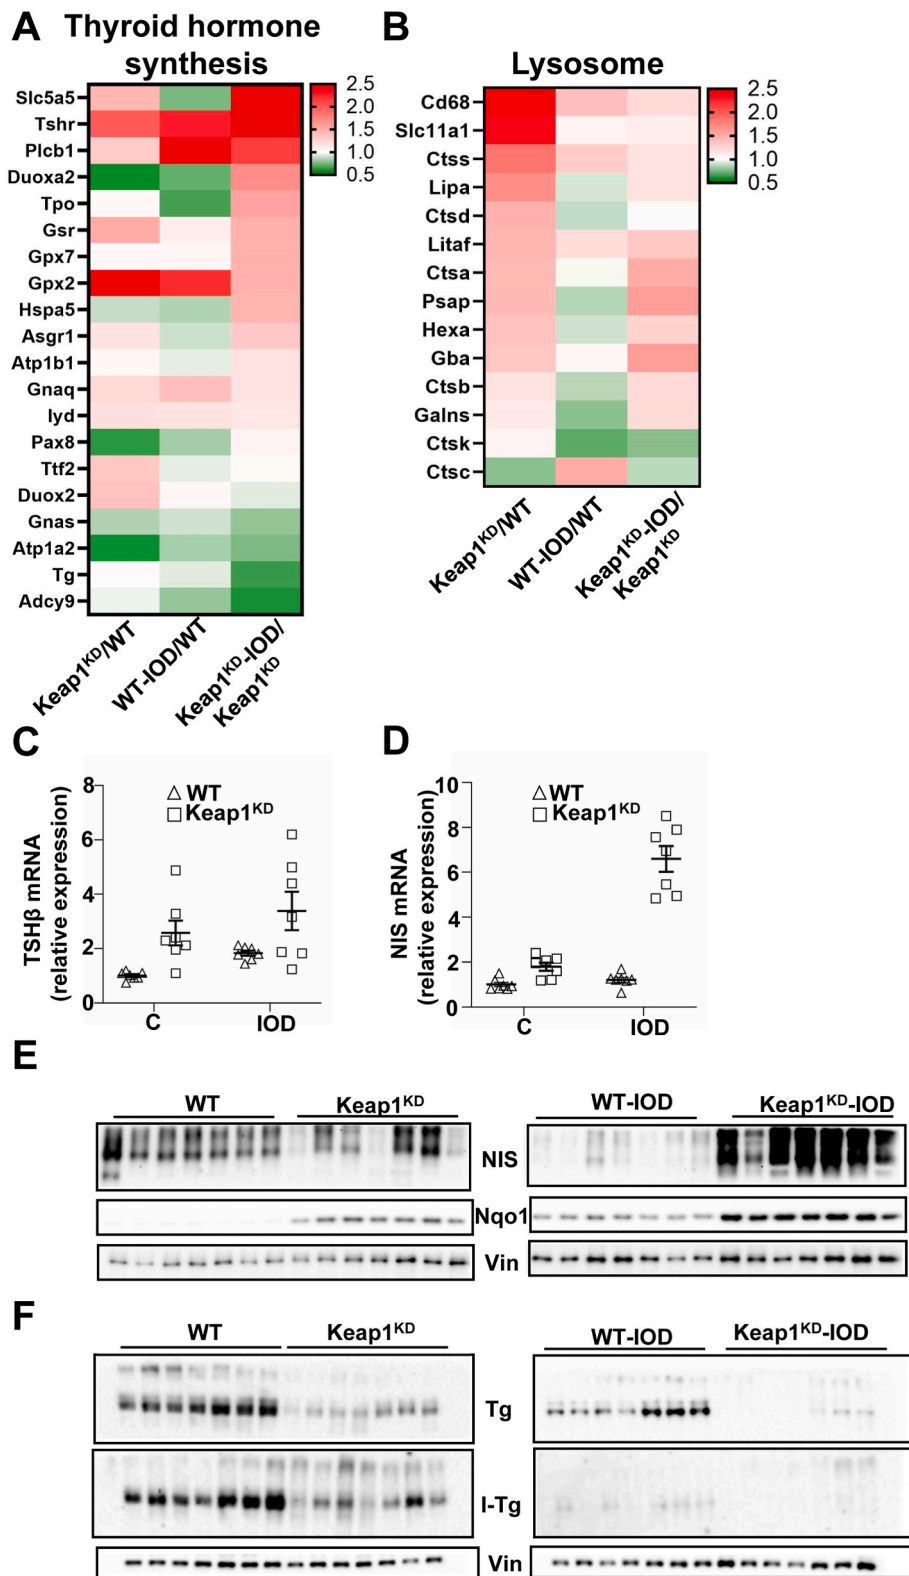 A Thyroid hormone
synthesis
Slc5a5
Tshr
Plcb1
Duoxa2
Tpo
Gsr
Gpx7
Gpx2
Hspa5
Asgr1
Atp1b1
Gnaq
Iyd
Pax8
Ttf2
Duox2
Gnas
Atp1a2
Tg
Adcy9
2.5
2.0
1.5
1.0
0.5
Keap1ᴷᴰ/WT
WT-IOD/WT
Keap1ᴷᴰ-IOD/
Keap1ᴷᴰ
B
Lysosome
Cd68
Slc11a1
Ctss
Lipa
Ctsd
Litaf
Ctsa
Psap
Hexa
Gba
Ctsb
Galns
Ctsk
Ctsc
2.5
2.0
1.5
1.0
0.5
Keap1ᴷᴰ/WT
WT-IOD/WT
Keap1ᴷᴰ-IOD/
Keap1ᴷᴰ
C
TSHβ mRNA
(relative expression)
8
6
4
2
0
WT
Keap1ᴷᴰ
C IOD
D
NIS mRNA
(relative expression)
10
8
6
4
2
0
WT
Keap1ᴷᴰ
C IOD
E
WT Keap1ᴷᴰ WT-IOD Keap1ᴷᴰ-IOD
NIS
Nqo1
Vin
F
WT Keap1ᴷᴰ WT-IOD Keap1ᴷᴰ-IOD
Tg
I-Tg
Vin